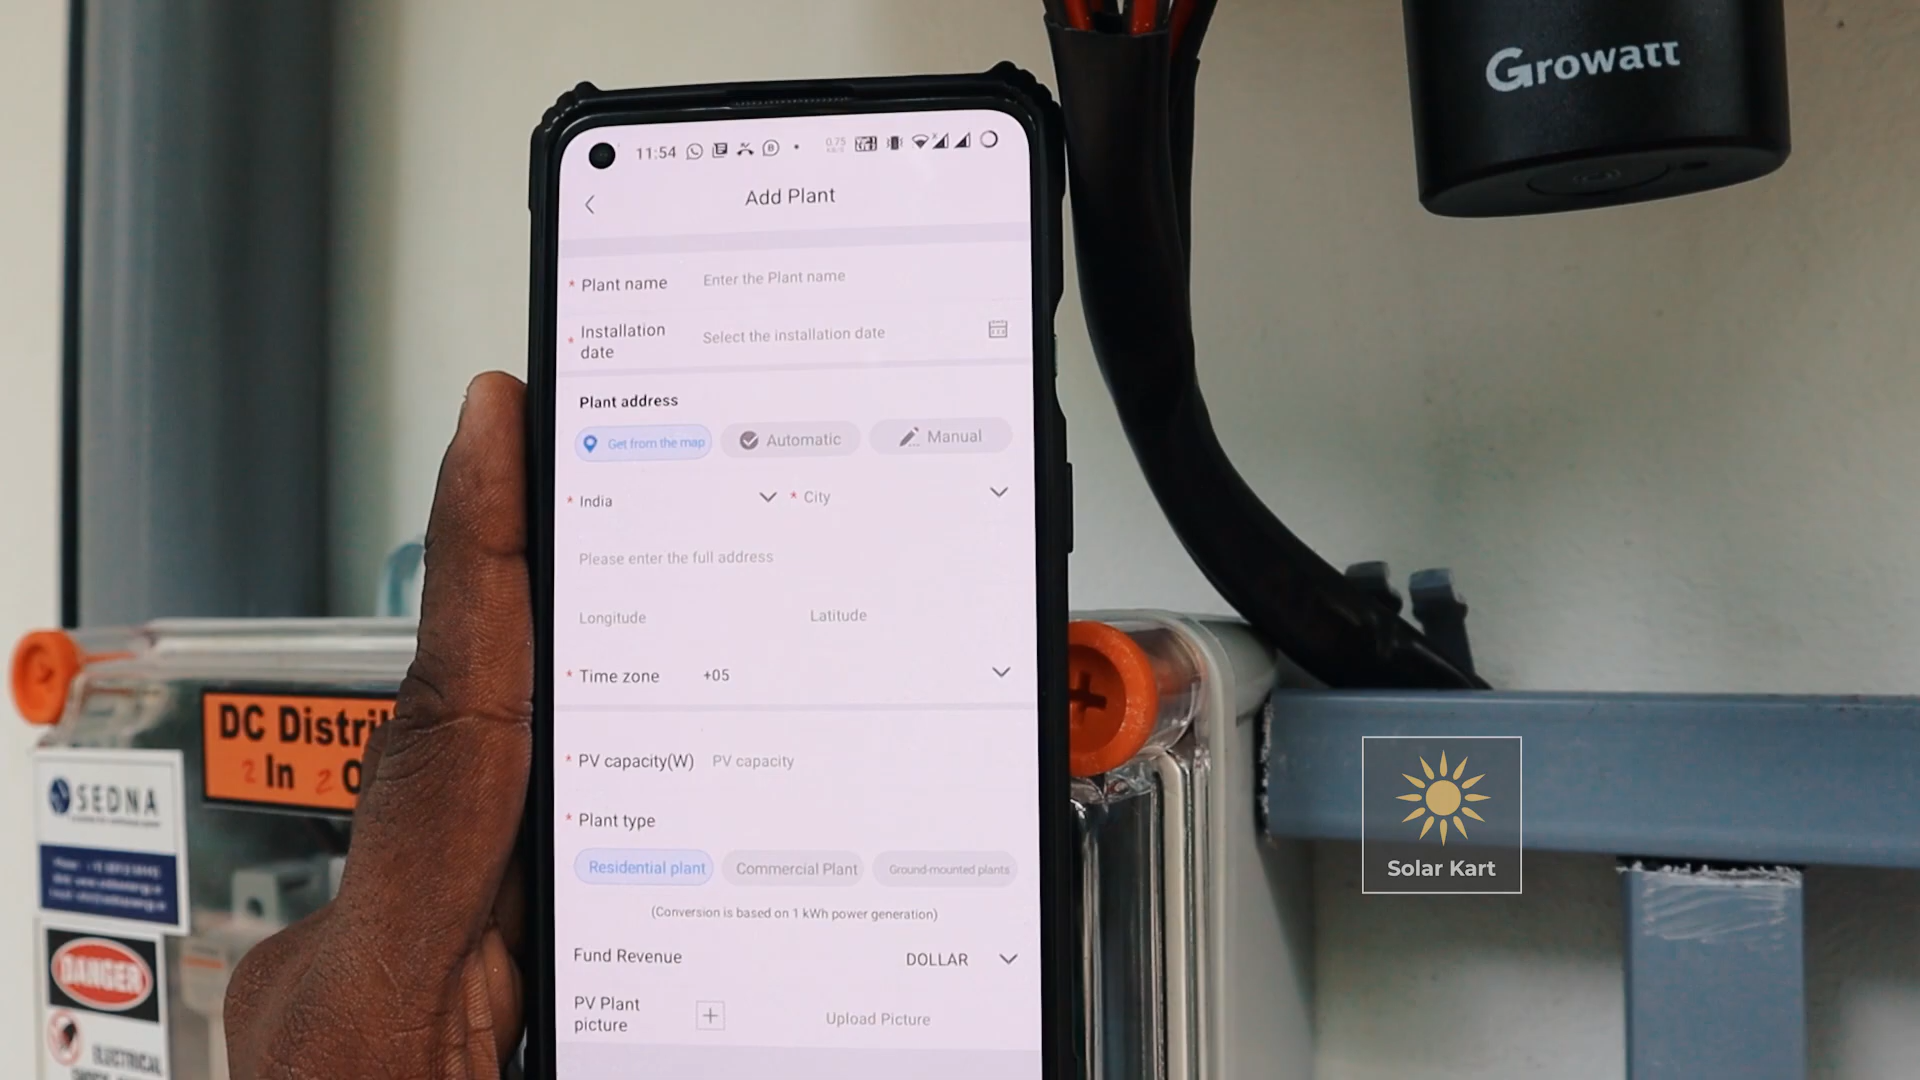 Growatt
11:54
Add Plant
* Plant name Enter the Plant name
* Installation date Select the installation date
Plant address
Get from the map Automatic Manual
* India * City
Please enter the full address
Longitude Latitude
* Time zone +05
* PV capacity(W) PV capacity
* Plant type
Residential plant Commercial Plant Ground-mounted plants
(Conversion is based on 1 kWh power generation)
Fund Revenue DOLLAR
PV Plant picture + Upload Picture
DC Distri
2 In 2 O
SEDNA
DANGER
ELECTRICAL
Solar Kart